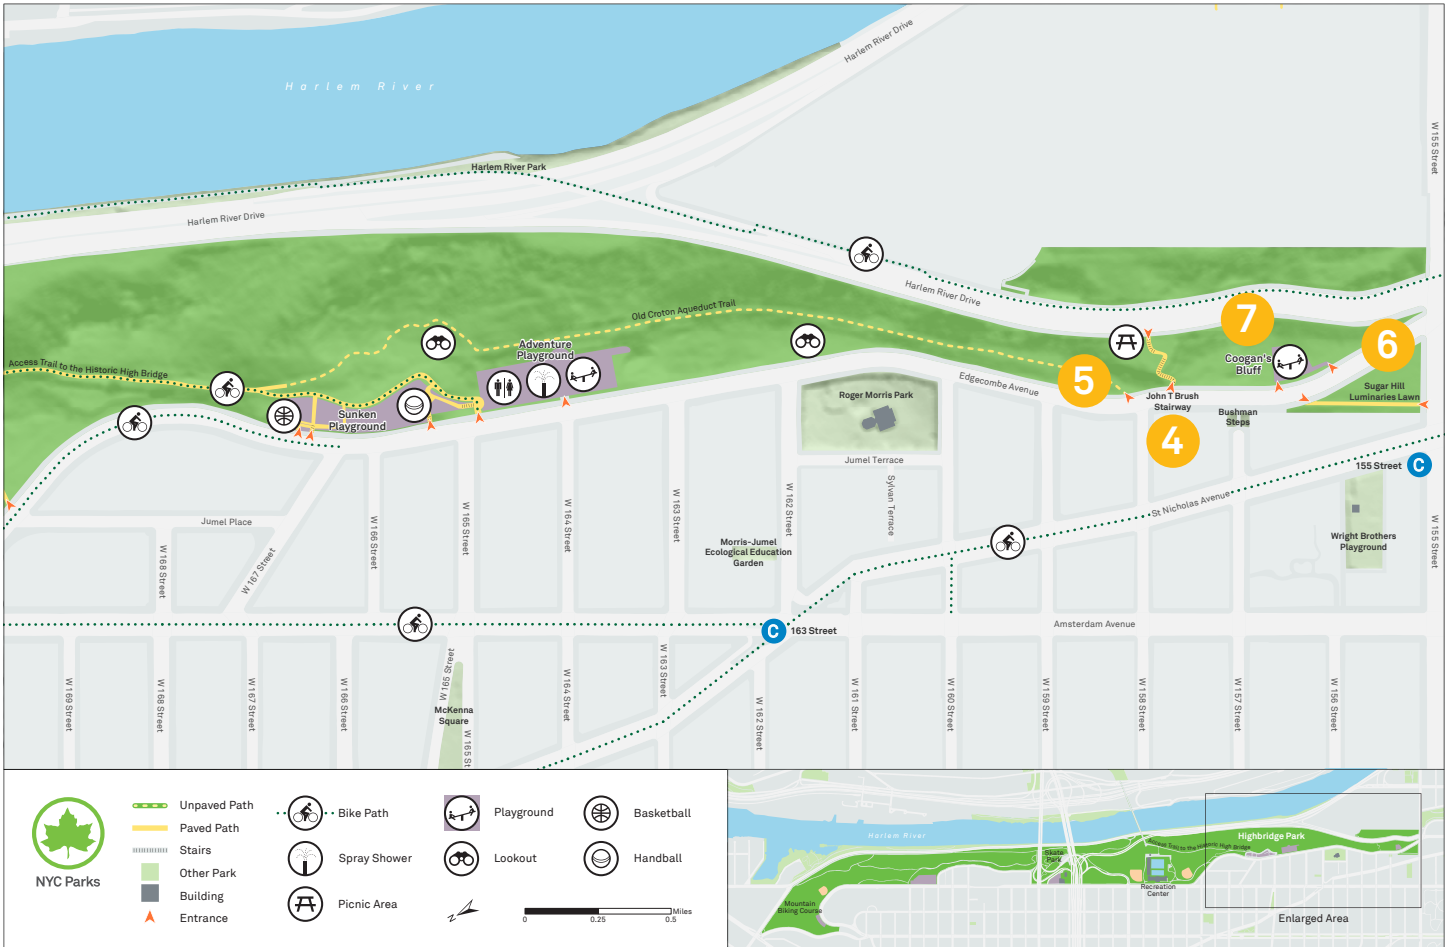 Harlem River
Harlem River Drive
W 155 Street
Harlem River Park
Harlem River Drive
Harlem River Drive
Old Croton Aqueduct Trail
Access Trail to the Historic High Bridge
Adventure
Playground
Sunken
Playground
Edgecombe Avenue
Roger Morris Park
7
6
5
4
Coogan's
Bluff
Sugar Hill
Luminaries Lawn
John T Brush
Stairway
Bushman
Steps
Jumel Terrace
Sylvan Terrace
155 Street
C
St Nicholas Avenue
Wright Brothers
Playground
W 155 Street
Jumel Place
W 168 Street
W 167 Street
W 166 Street
W 165 Street
W 164 Street
W 163 Street
W 162 Street
Morris-Jumel
Ecological Education
Garden
C
163 Street
Amsterdam Avenue
W 169 Street
W 168 Street
W 167 Street
W 166 Street
W 165 Street
McKenna
Square
W 165 St
W 164 Street
W 163 Street
W 162 Street
W 161 Street
W 160 Street
W 159 Street
W 158 Street
W 157 Street
W 156 Street
NYC Parks
Unpaved Path
Paved Path
Stairs
Other Park
Building
Entrance
Bike Path
Spray Shower
Picnic Area
Playground
Lookout
Basketball
Handball
N
0
0.25
0.5
Miles
Harlem River
Highbridge Park
Access Trail to the Historic High Bridge
Skate
Park
Recreation
Center
Mountain
Biking Course
Enlarged Area